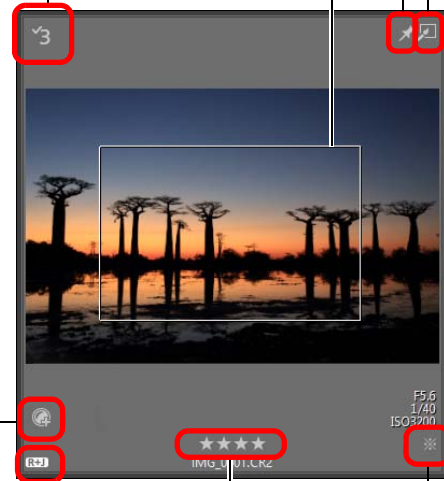 3
F5.6
1/40
ISO3200
※
★★★★
R+J
IMG_0001.CR2